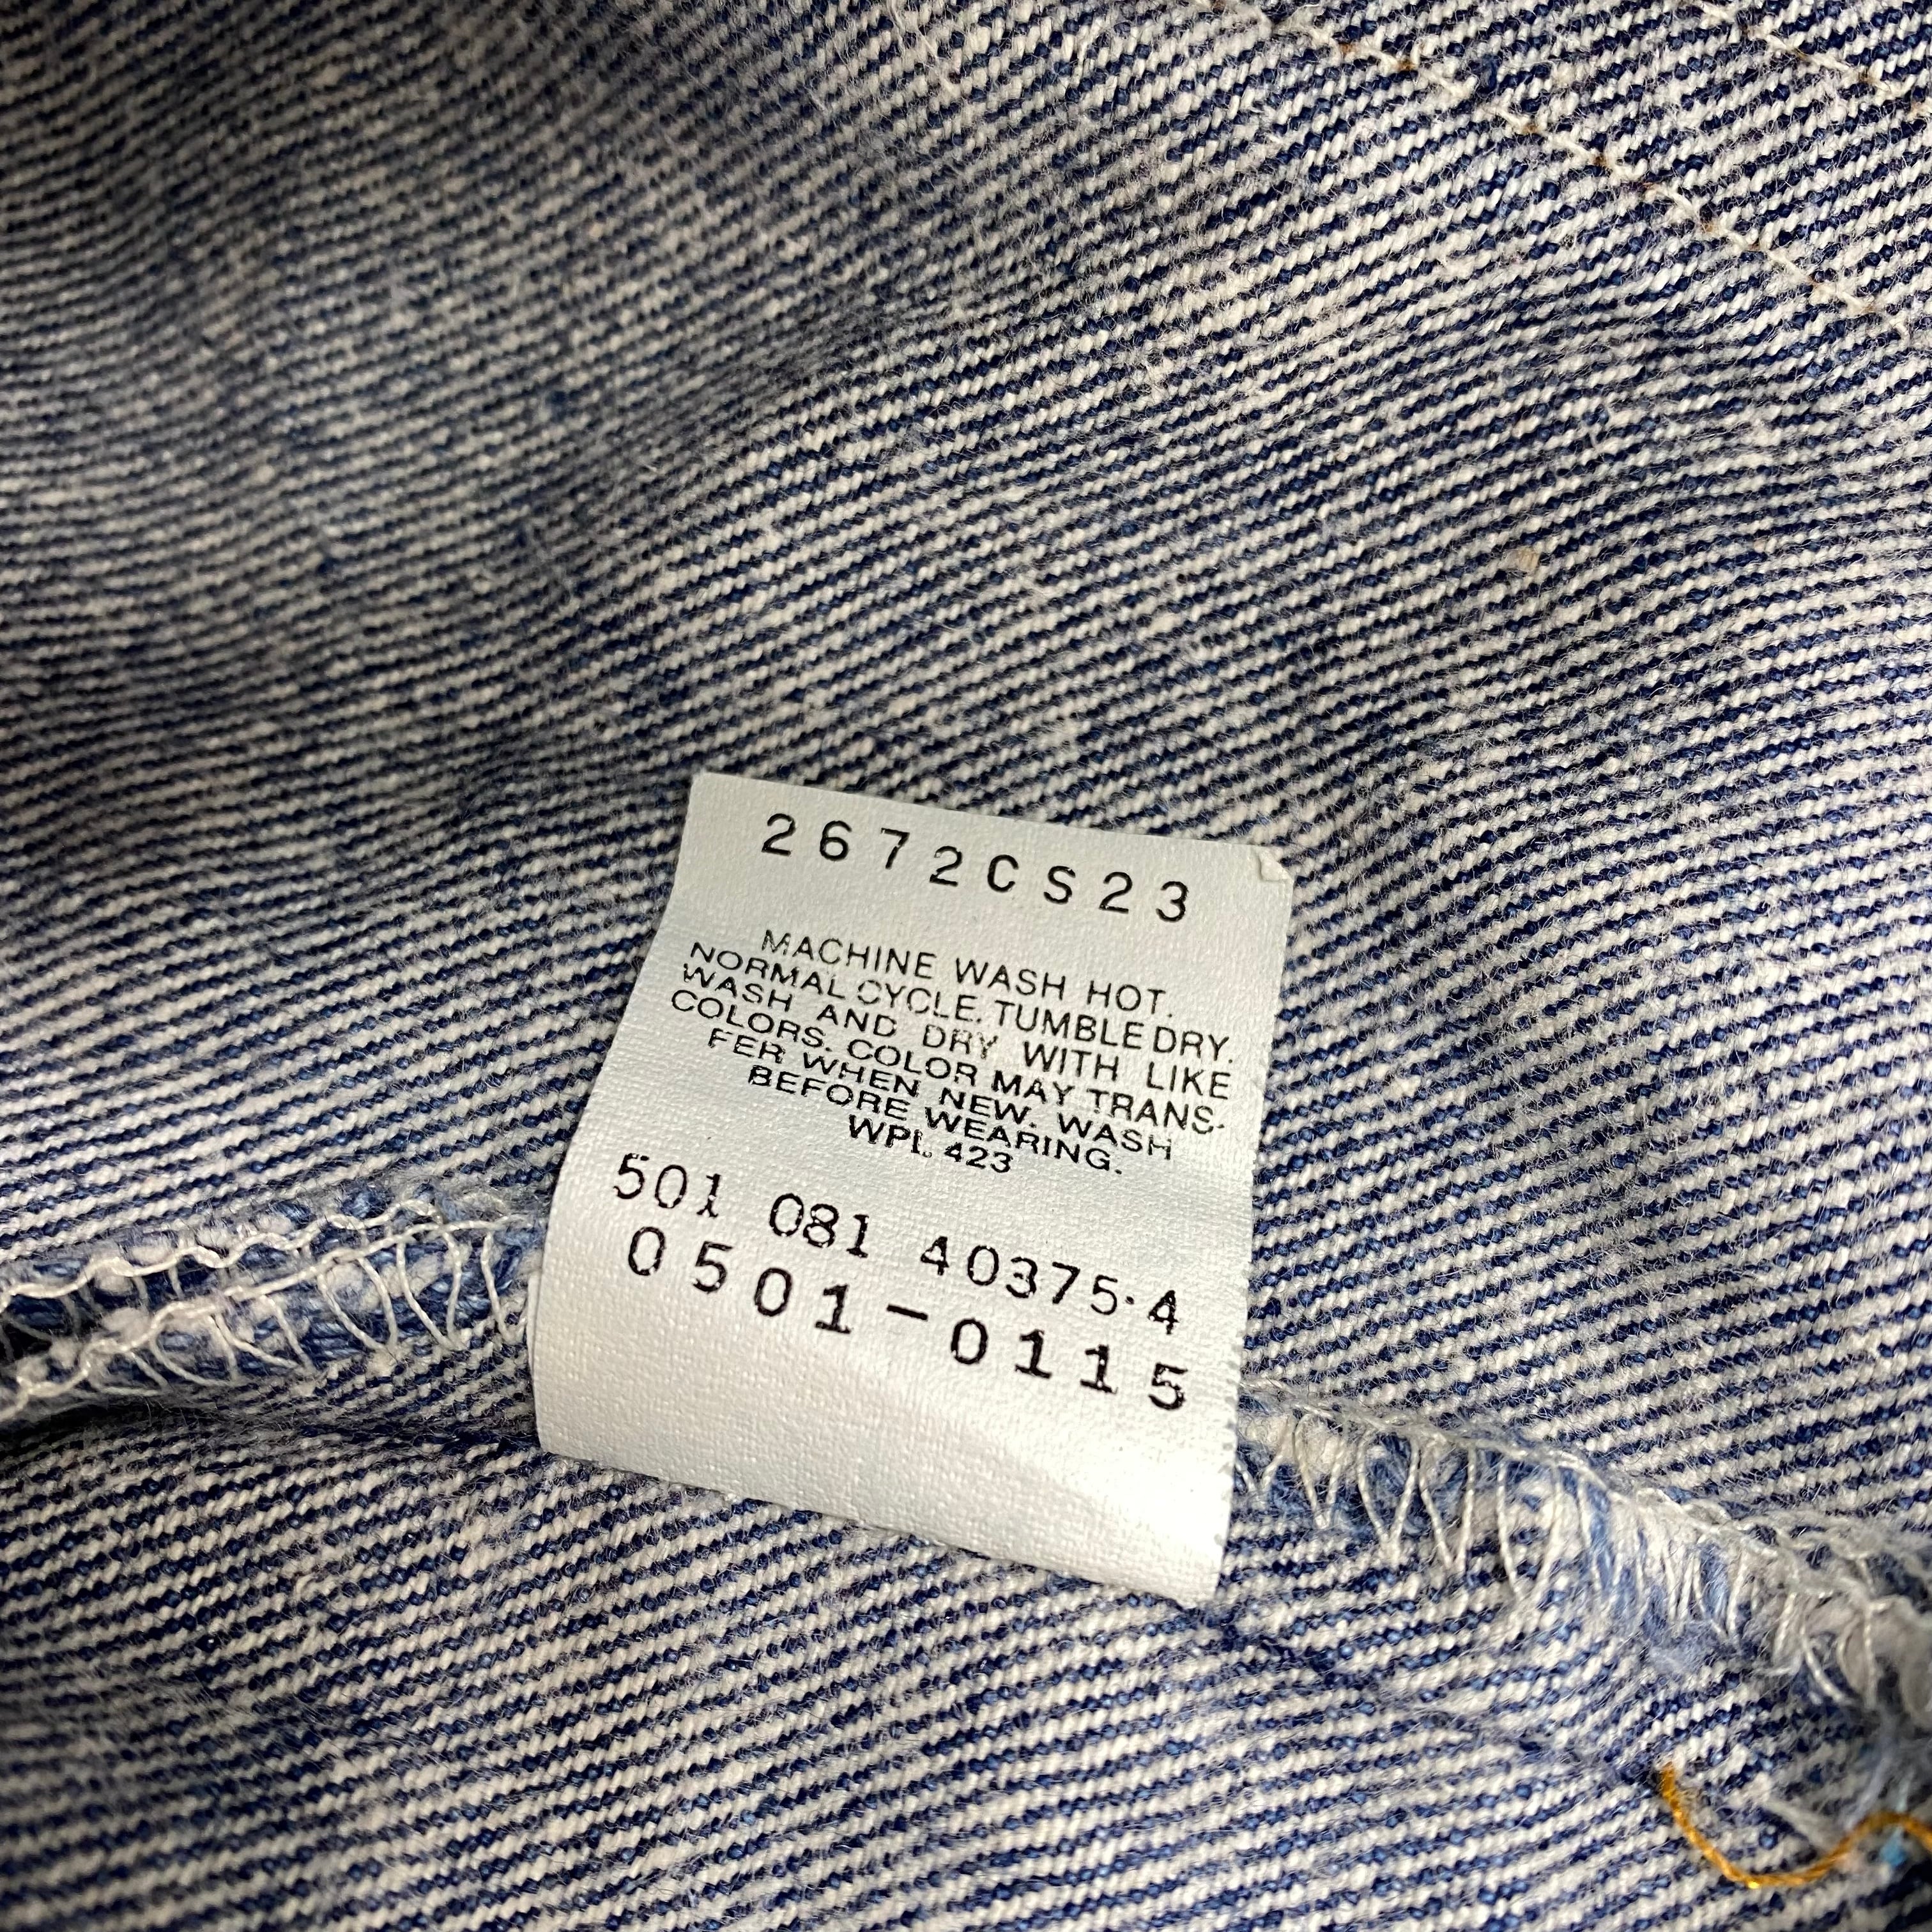 2672CS23
MACHINE WASH HOT.
NORMAL CYCLE. TUMBLE DRY.
WASH AND DRY WITH LIKE
COLORS. COLOR MAY TRANS-
FER WHEN NEW. WASH
BEFORE WEARING.
WPL 423
501 081 40375·4
0501-0115